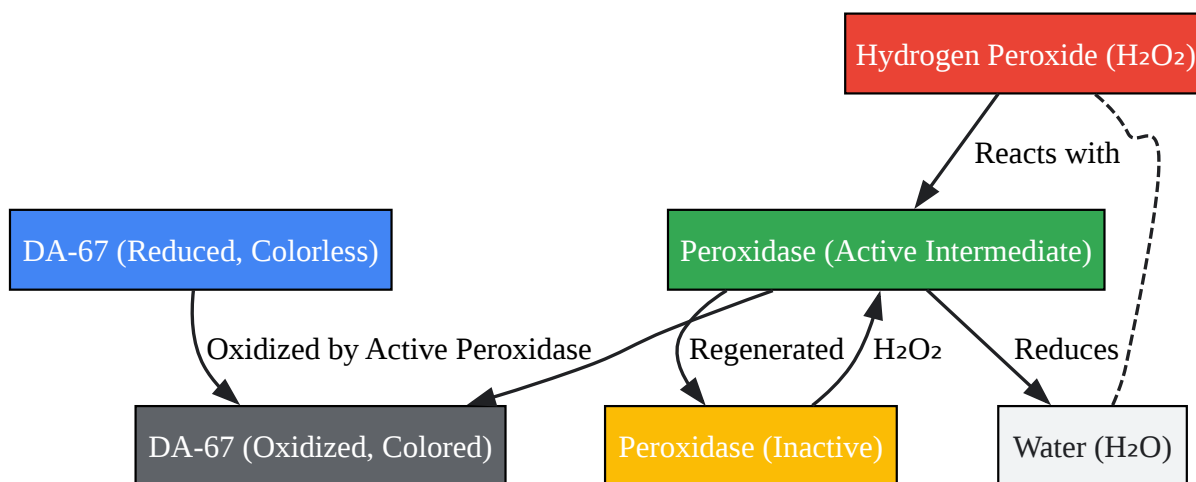 Hydrogen Peroxide (H₂O₂)
Reacts with
DA-67 (Reduced, Colorless)
Peroxidase (Active Intermediate)
Oxidized by Active Peroxidase
Regenerated
H₂O₂
Reduces
DA-67 (Oxidized, Colored)
Peroxidase (Inactive)
Water (H₂O)